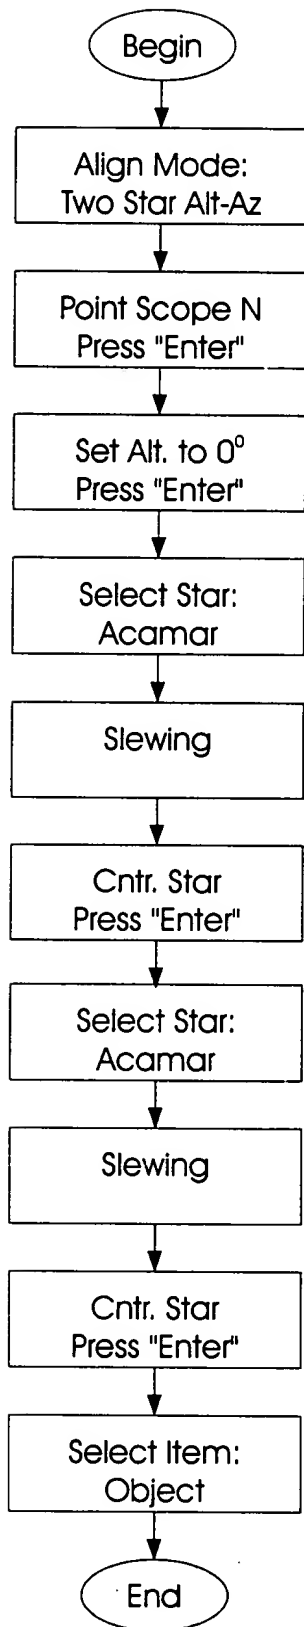 Begin
Align Mode:
Two Star Alt-Az
Point Scope N
Press "Enter"
Set Alt. to 0°
Press "Enter"
Select Star:
Acamar
Slewing
Cntr. Star
Press "Enter"
Select Star:
Acamar
Slewing
Cntr. Star
Press "Enter"
Select Item:
Object
End